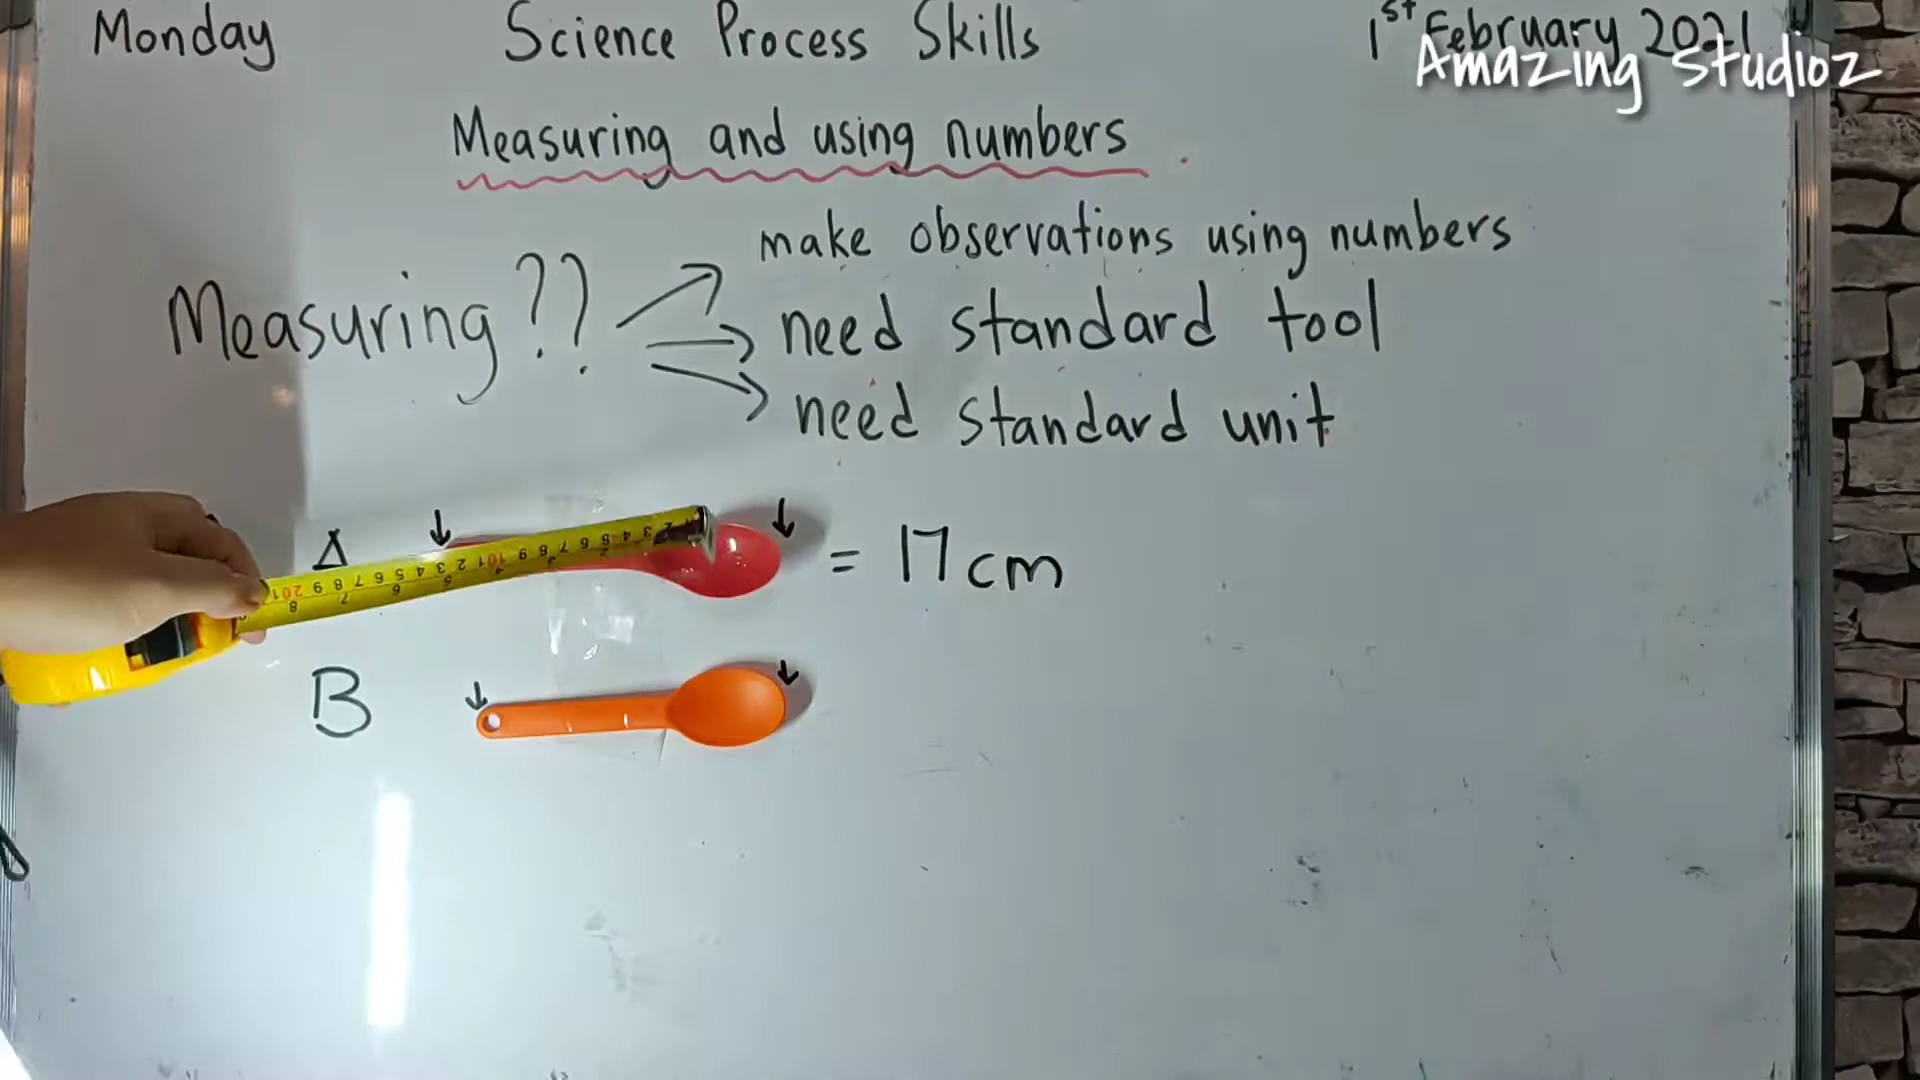 Monday Science Process Skills 1st February 2021
Amazing Studioz
Measuring and using numbers
make observations using numbers
Measuring ?? need standard tool
need standard unit
A = 17 cm
B